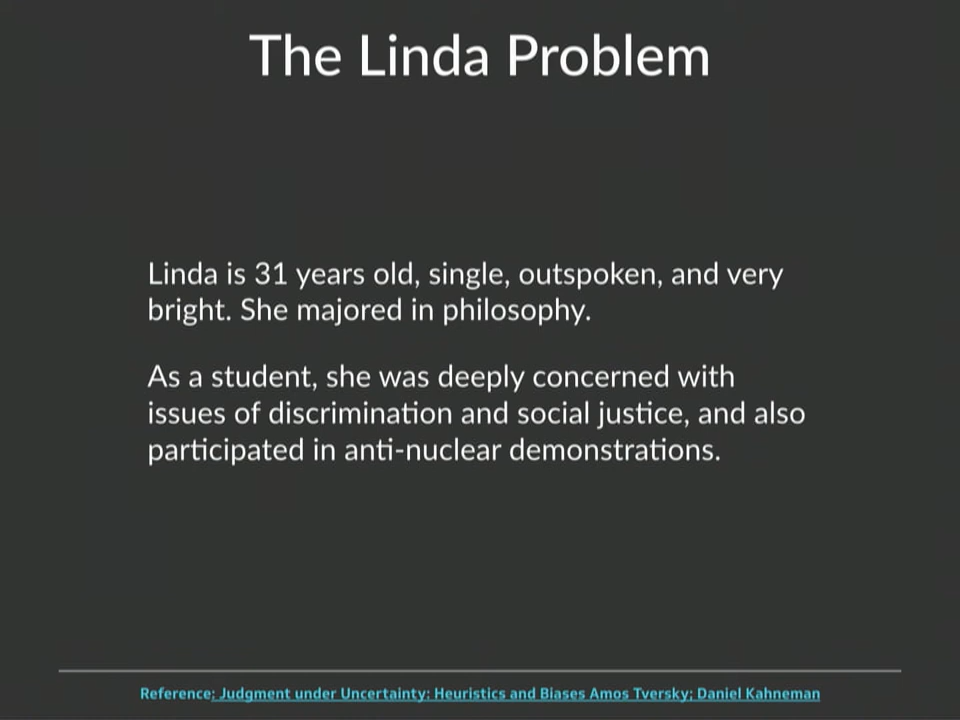 The Linda Problem
Linda is 31 years old, single, outspoken, and very
bright. She majored in philosophy.
As a student, she was deeply concerned with
issues of discrimination and social justice, and also
participated in anti-nuclear demonstrations.
Reference: Judgment under Uncertainty: Heuristics and Biases Amos Tversky; Daniel Kahneman